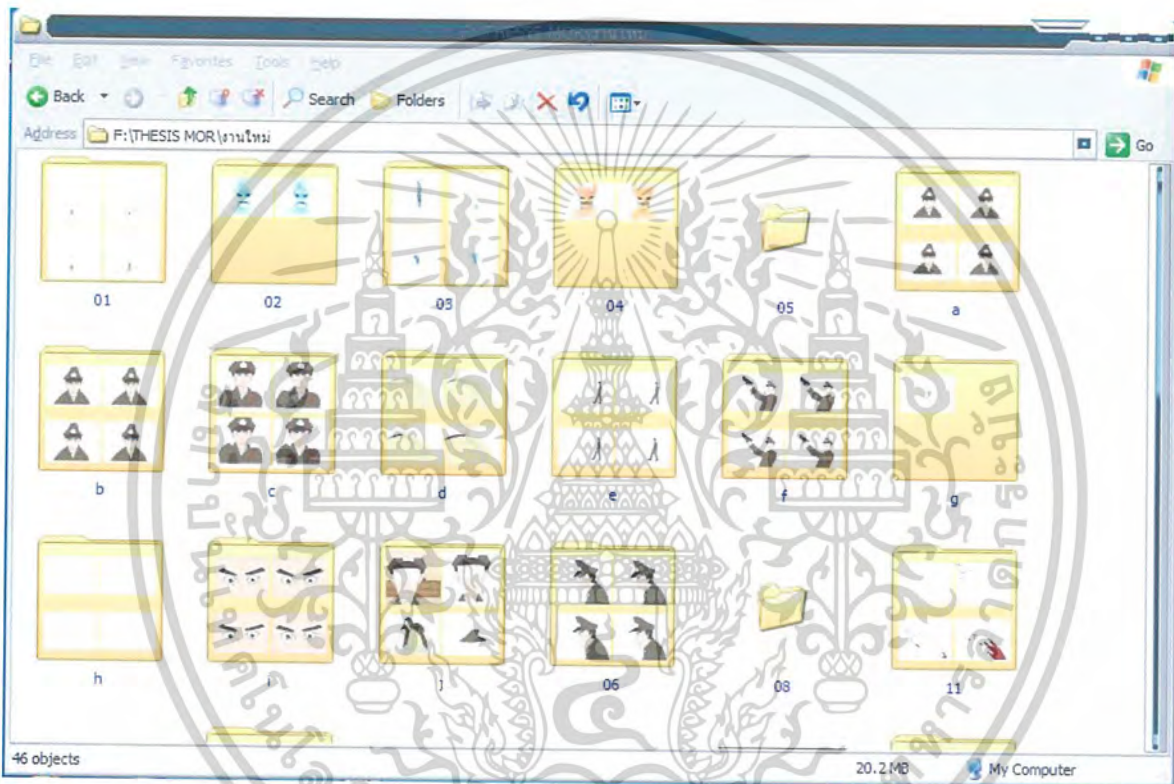 File Edit View Favorites Tools Help
Back Search Folders
Address F:\THESIS MOR\งานใหม่ Go
01 02 03 04 05 a
b c d e f g
h i j 06 08 11
46 objects 20.2 MB My Computer